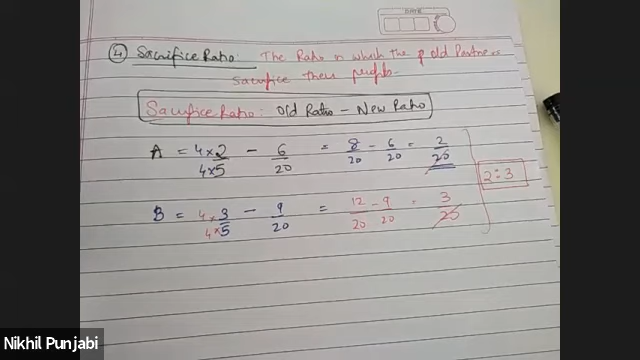 DATE
④ Sacrifice Ratio The Ratio in which the old Partners
sacrifice their profits.
Sacrifice Ratio: Old Ratio - New Ratio
A = 4×2/4×5 - 6/20 = 8/20 - 6/20 = 2/20
B = 4×3/4×5 - 9/20 = 12/20 - 9/20 = 3/20
2:3
Nikhil Punjabi